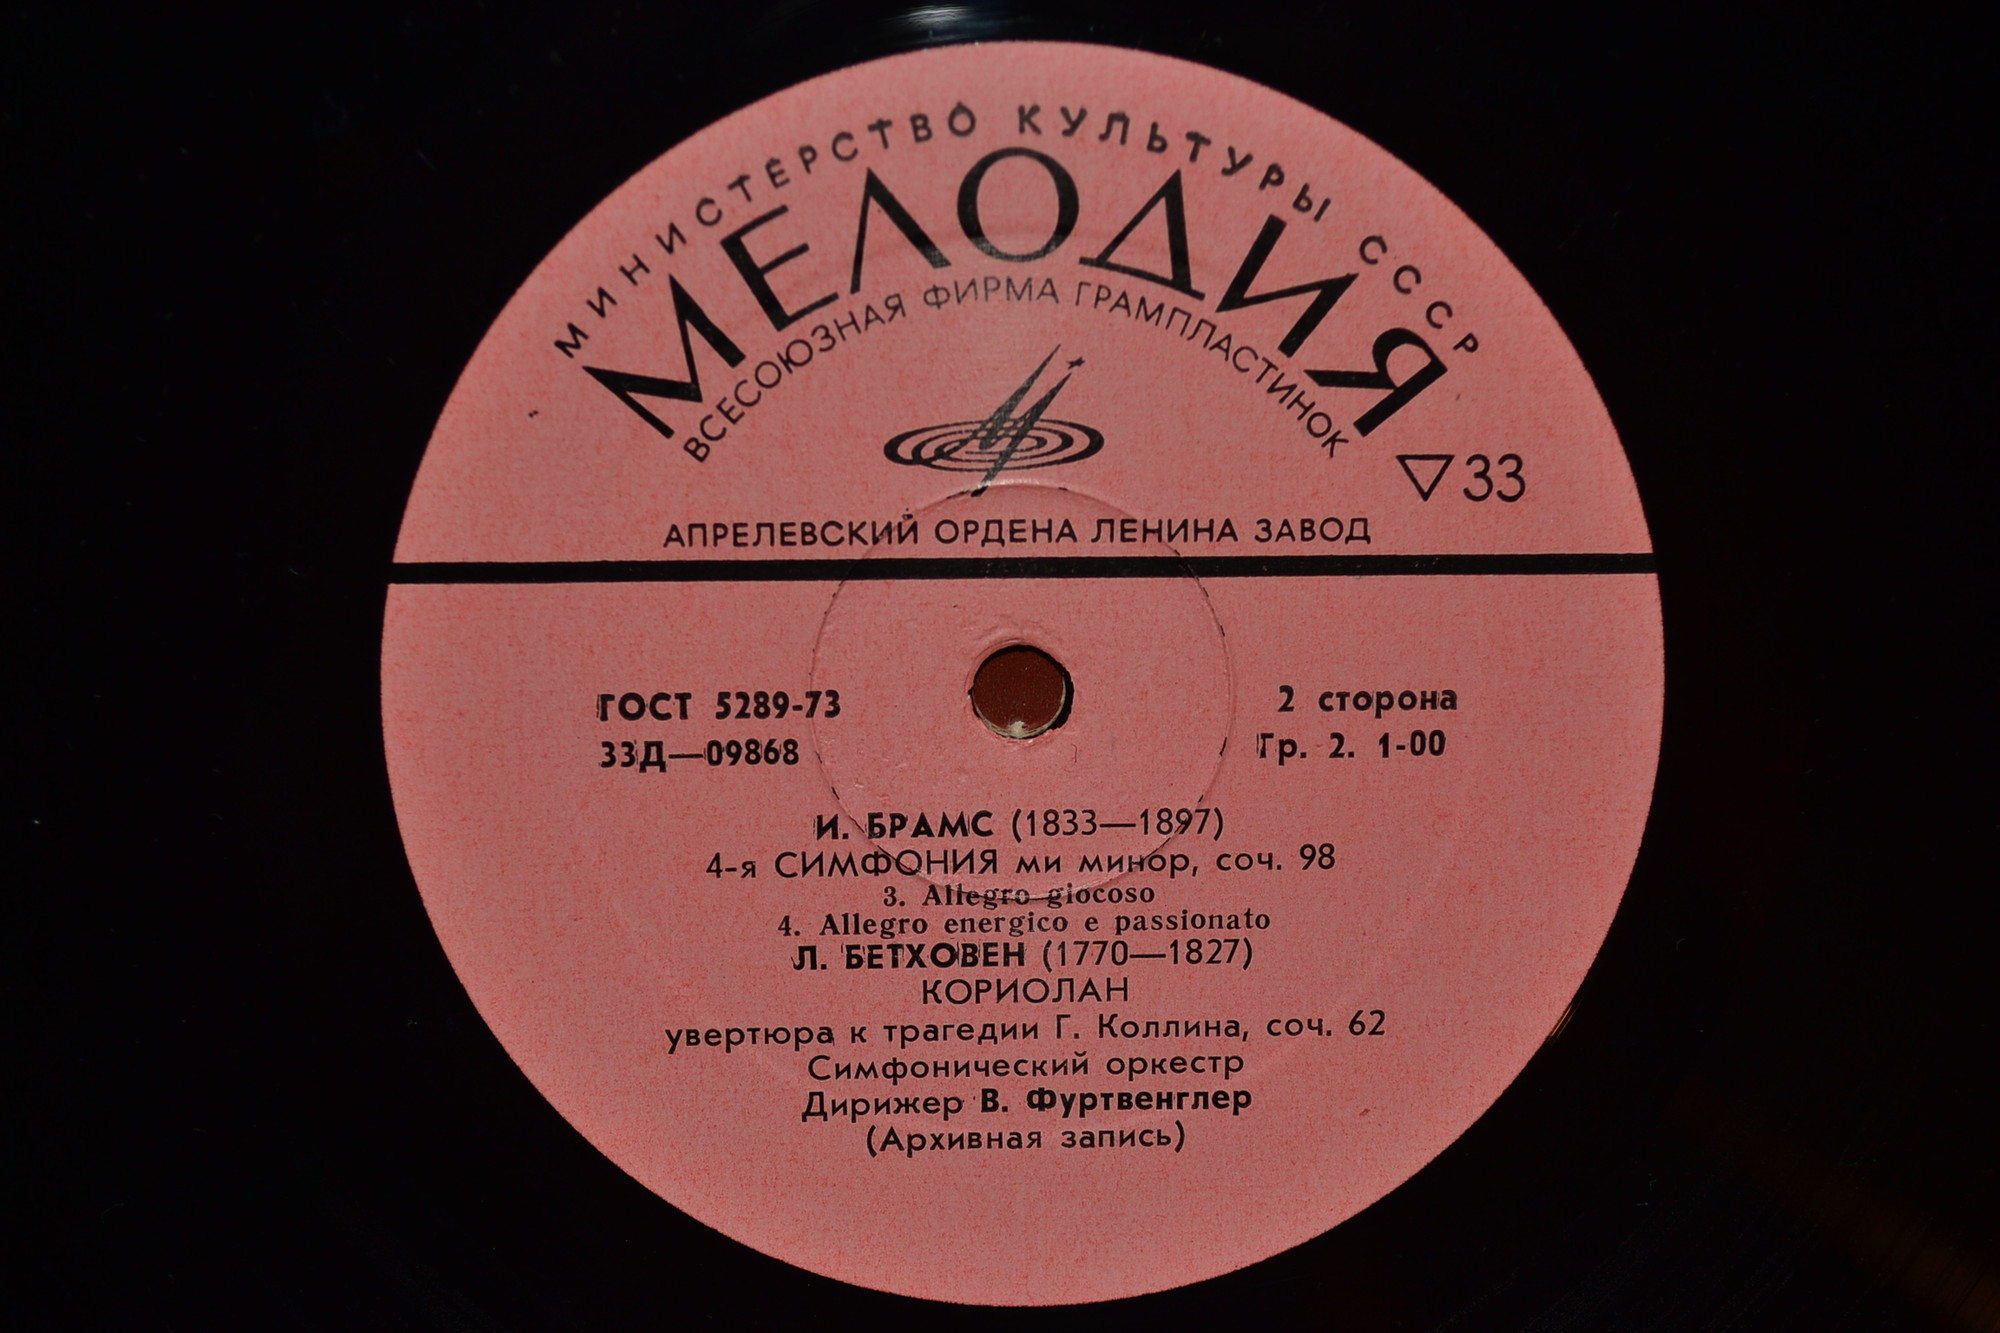 МИНИСТЕРСТВО КУЛЬТУРЫ СССР
МЕЛОДИЯ
ВСЕСОЮЗНАЯ ФИРМА ГРАМПЛАСТИНОК
▽33
АПРЕЛЕВСКИЙ ОРДЕНА ЛЕНИНА ЗАВОД
ГОСТ 5289-73
2 сторона
33Д—09868
Гр. 2. 1-00
И. БРАМС (1833—1897)
4-я СИМФОНИЯ ми минор, соч. 98
3. Allegro giocoso
4. Allegro energico e passionato
Л. БЕТХОВЕН (1770—1827)
КОРИОЛАН
увертюра к трагедии Г. Коллина, соч. 62
Симфонический оркестр
Дирижер В. Фуртвенглер
(Архивная запись)